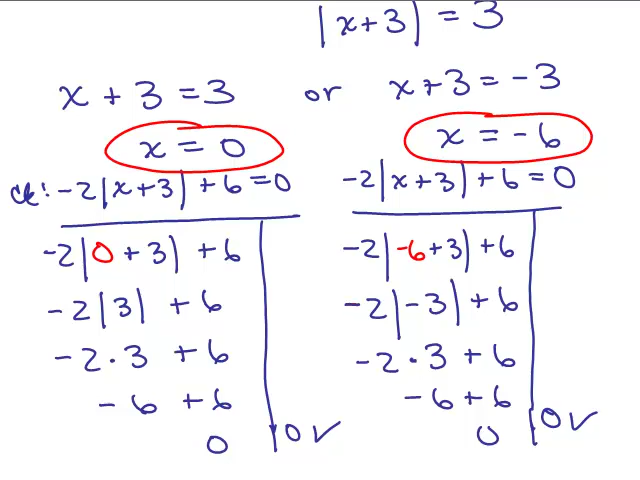 |x+3| = 3
x + 3 = 3 or x+3 = -3
x = 0 x = -6
ck: -2|x+3| + 6 = 0 -2|x+3| + 6 = 0
-2|0 + 3| + 6 -2|-6 + 3| + 6
-2|3| + 6 -2|-3| + 6
-2 · 3 + 6 -2 · 3 + 6
-6 + 6 -6 + 6
0 0 ✓ 0 0 ✓